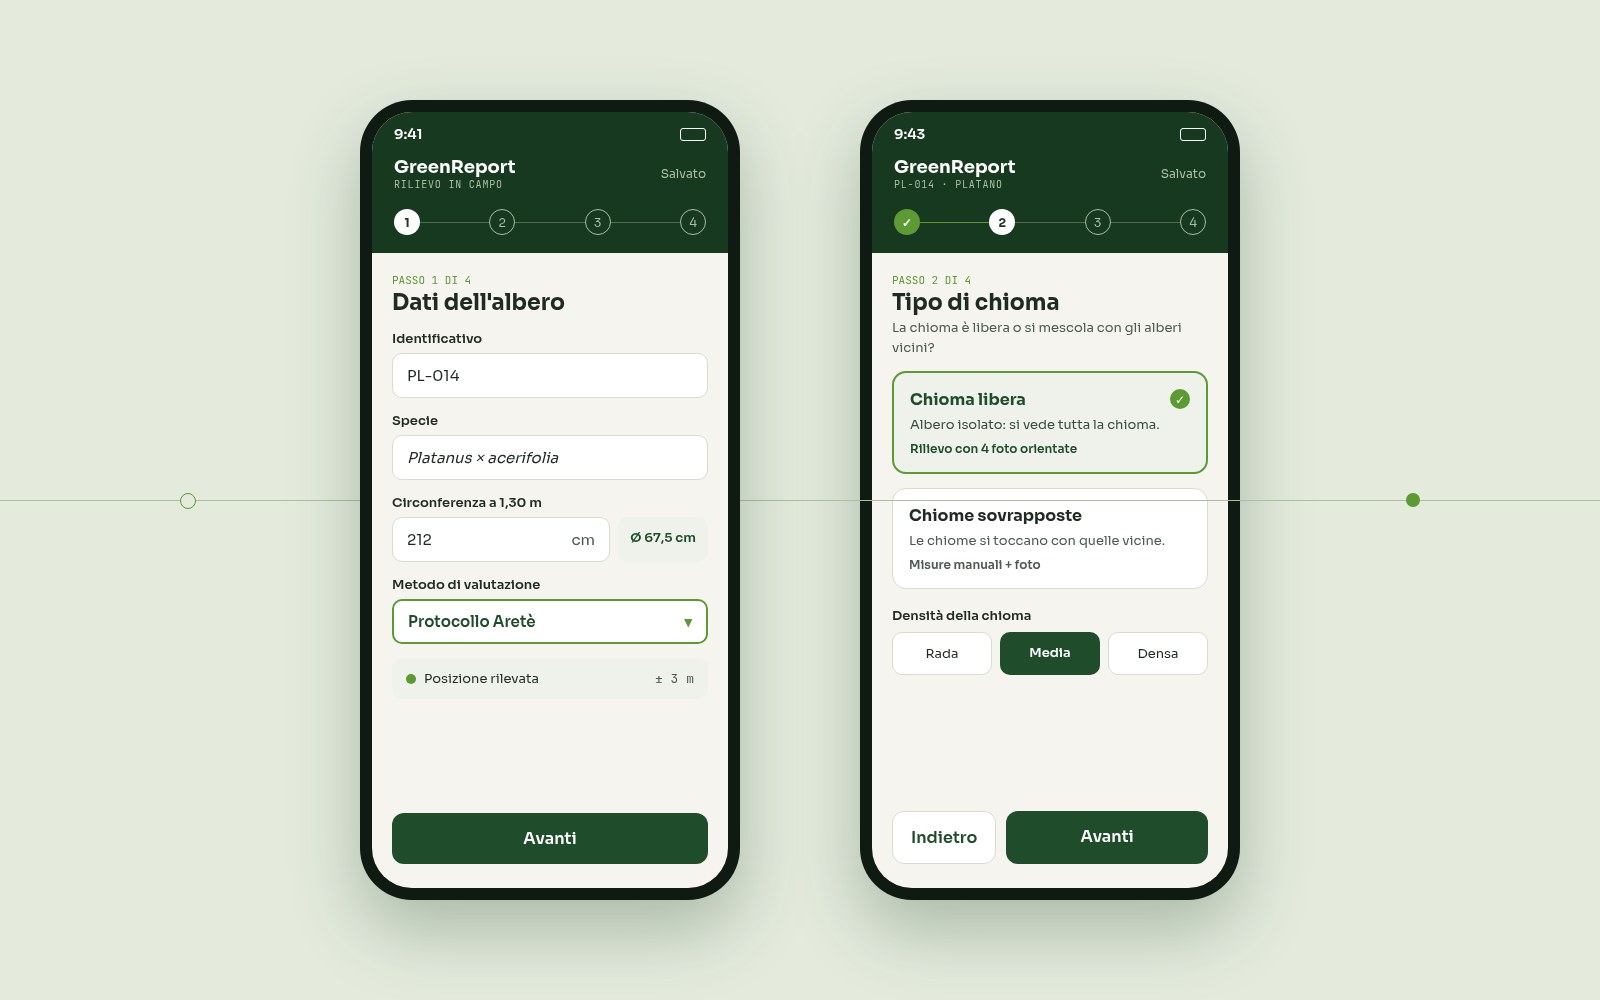 9:41
GreenReport
RILIEVO IN CAMPO
Salvato
1
2
3
4
PASSO 1 DI 4
Dati dell'albero
Identificativo
PL-014
Specie
Platanus × acerifolia
Circonferenza a 1,30 m
212 cm
Ø 67,5 cm
Metodo di valutazione
Protocollo Aretè ▾
Posizione rilevata
± 3 m
Avanti
9:43
GreenReport
PL-014 · PLATANO
Salvato
✓
2
3
4
PASSO 2 DI 4
Tipo di chioma
La chioma è libera o si mescola con gli alberi
vicini?
Chioma libera ✓
Albero isolato: si vede tutta la chioma.
Rilievo con 4 foto orientate
Chiome sovrapposte
Le chiome si toccano con quelle vicine.
Misure manuali + foto
Densità della chioma
Rada
Media
Densa
Indietro
Avanti